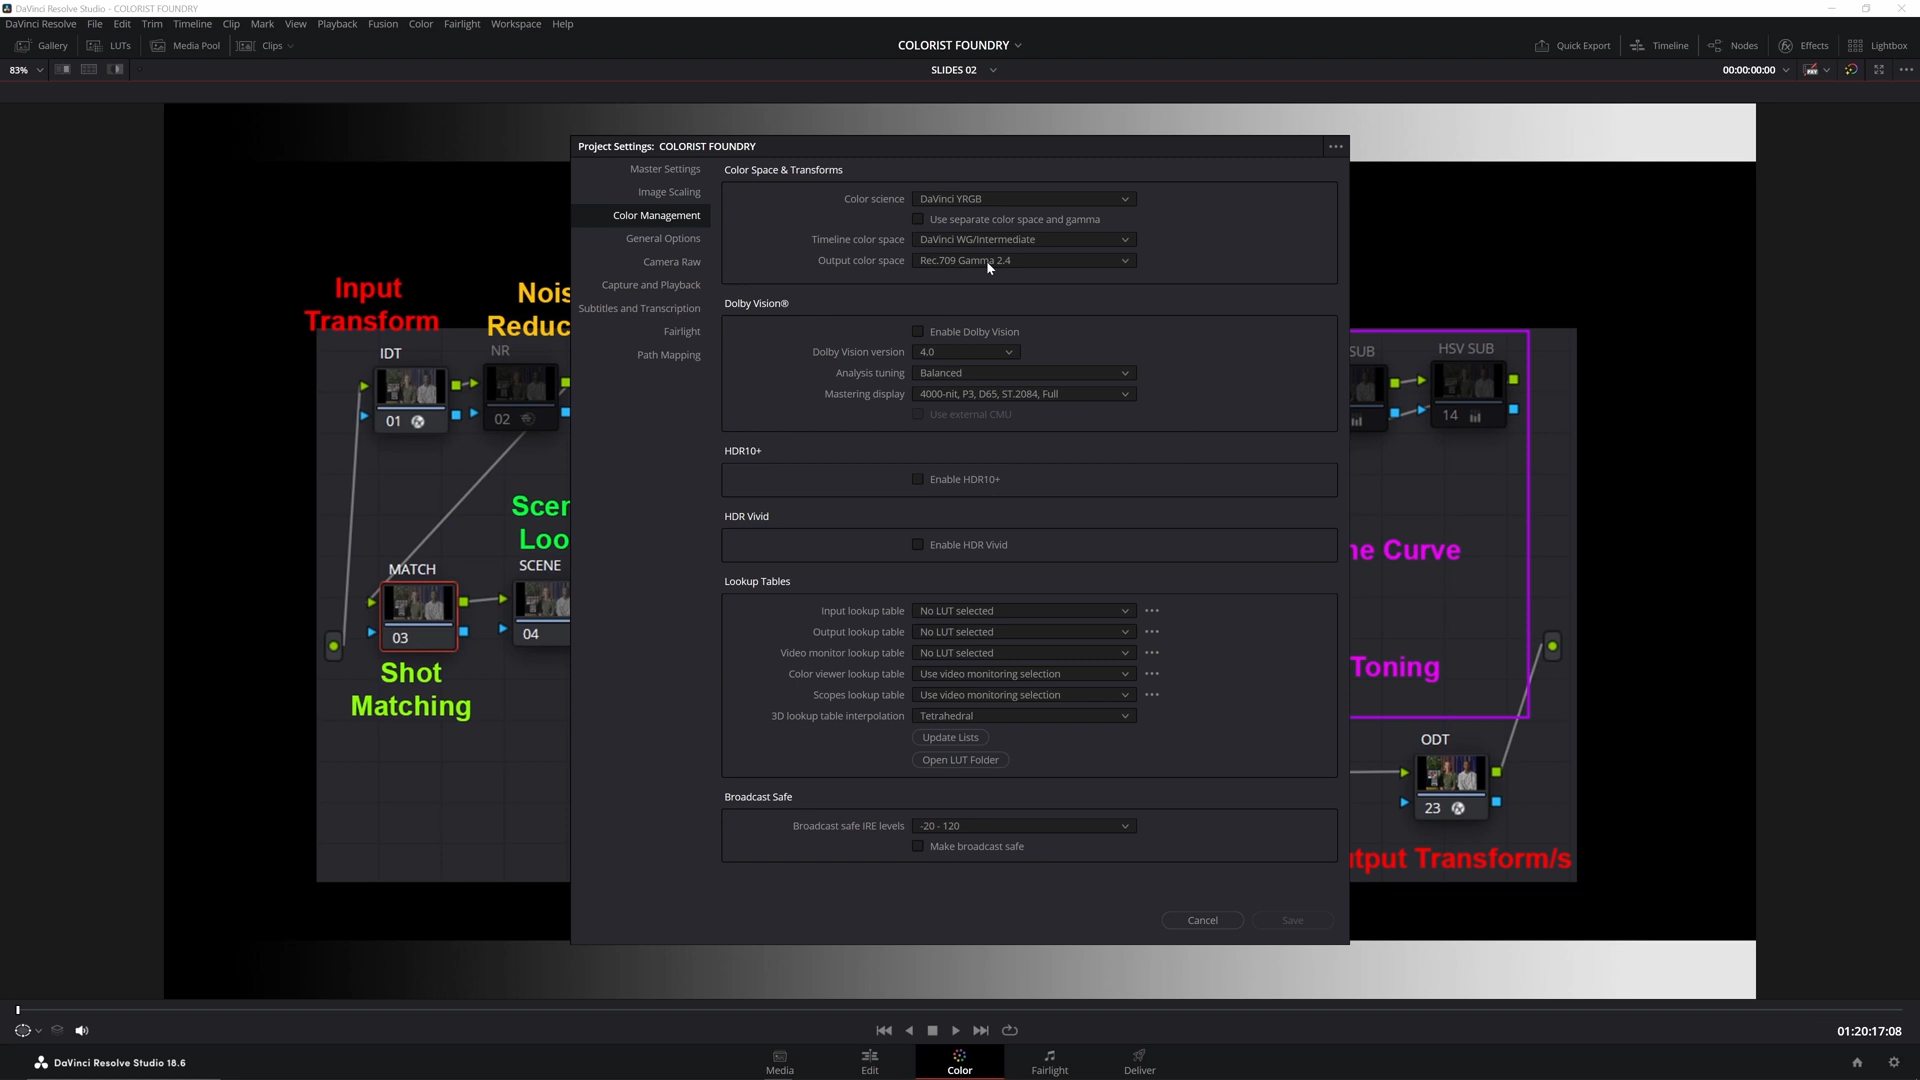 DaVinci Resolve Studio - COLORIST FOUNDRY
DaVinci Resolve File Edit Trim Timeline Clip Mark View Playback Fusion Color Fairlight Workspace Help
Gallery LUTs Media Pool Clips COLORIST FOUNDRY Quick Export Timeline Nodes Effects Lightbox
83% SLIDES 02 00:00:00:00
Project Settings: COLORIST FOUNDRY
Master Settings
Image Scaling
Color Management
General Options
Camera Raw
Capture and Playback
Subtitles and Transcription
Fairlight
Path Mapping
Color Space & Transforms
Color science DaVinci YRGB
Use separate color space and gamma
Timeline color space DaVinci WG/Intermediate
Output color space Rec.709 Gamma 2.4
Dolby Vision®
Enable Dolby Vision
Dolby Vision version 4.0
Analysis tuning Balanced
Mastering display 4000-nit, P3, D65, ST.2084, Full
Use external CMU
HDR10+
Enable HDR10+
HDR Vivid
Enable HDR Vivid
Lookup Tables
Input lookup table No LUT selected
Output lookup table No LUT selected
Video monitor lookup table No LUT selected
Color viewer lookup table Use video monitoring selection
Scopes lookup table Use video monitoring selection
3D lookup table interpolation Tetrahedral
Update Lists
Open LUT Folder
Broadcast Safe
Broadcast safe IRE levels -20 - 120
Make broadcast safe
Cancel Save
Input
Transform
Nois
Reduc
IDT
NR
01
02
Scen
Loo
MATCH
SCENE
03
04
Shot
Matching
SUB
HSV SUB
14
ne Curve
Toning
ODT
23
utput Transform/s
01:20:17:08
DaVinci Resolve Studio 18.6
Media Edit Color Fairlight Deliver